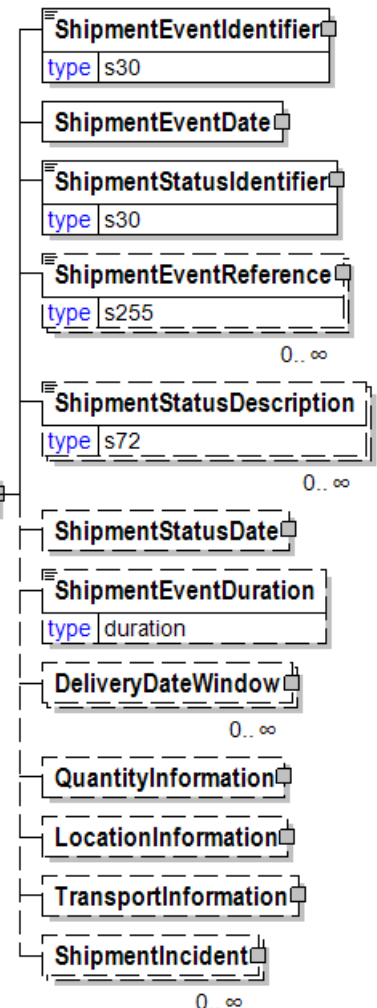 ShipmentEventIdentifier
type s30
ShipmentEventDate
ShipmentStatusIdentifier
type s30
ShipmentEventReference
type s255
0.. ∞
ShipmentStatusDescription
type s72
0.. ∞
ShipmentStatusDate
ShipmentEventDuration
type duration
DeliveryDateWindow
0.. ∞
QuantityInformation
LocationInformation
TransportInformation
ShipmentIncident
0.. ∞